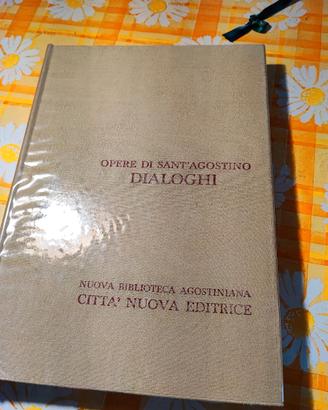 OPERE DI SANT'AGOSTINO
DIALOGHI
NUOVA BIBLIOTECA AGOSTINIANA
CITTA' NUOVA EDITRICE